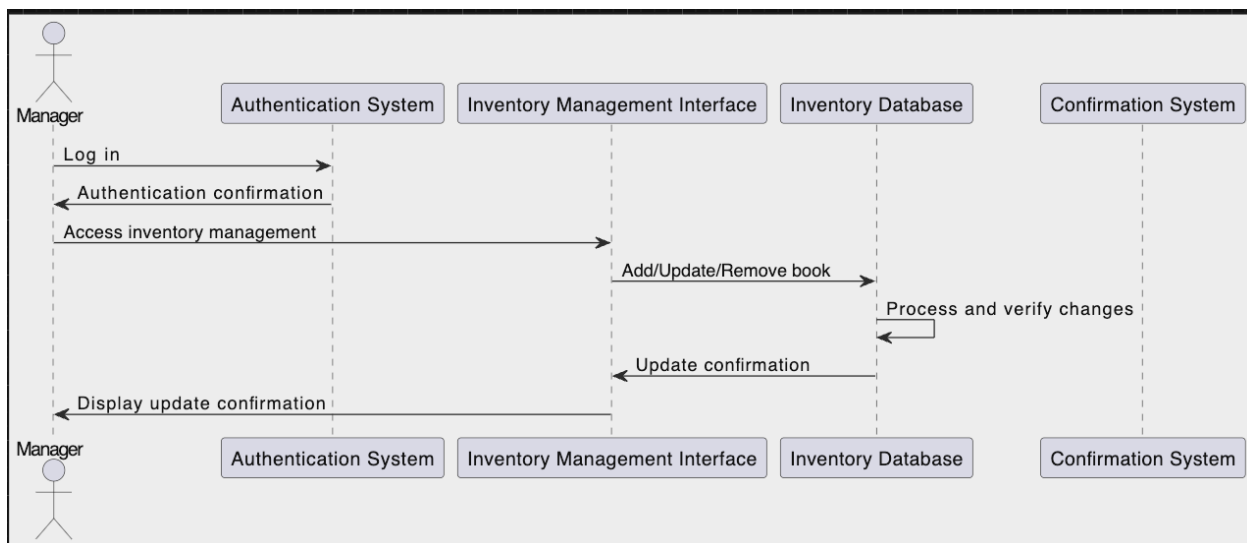 Manager
Authentication System
Inventory Management Interface
Inventory Database
Confirmation System
Log in
Authentication confirmation
Access inventory management
Add/Update/Remove book
Process and verify changes
Update confirmation
Display update confirmation
Manager
Authentication System
Inventory Management Interface
Inventory Database
Confirmation System